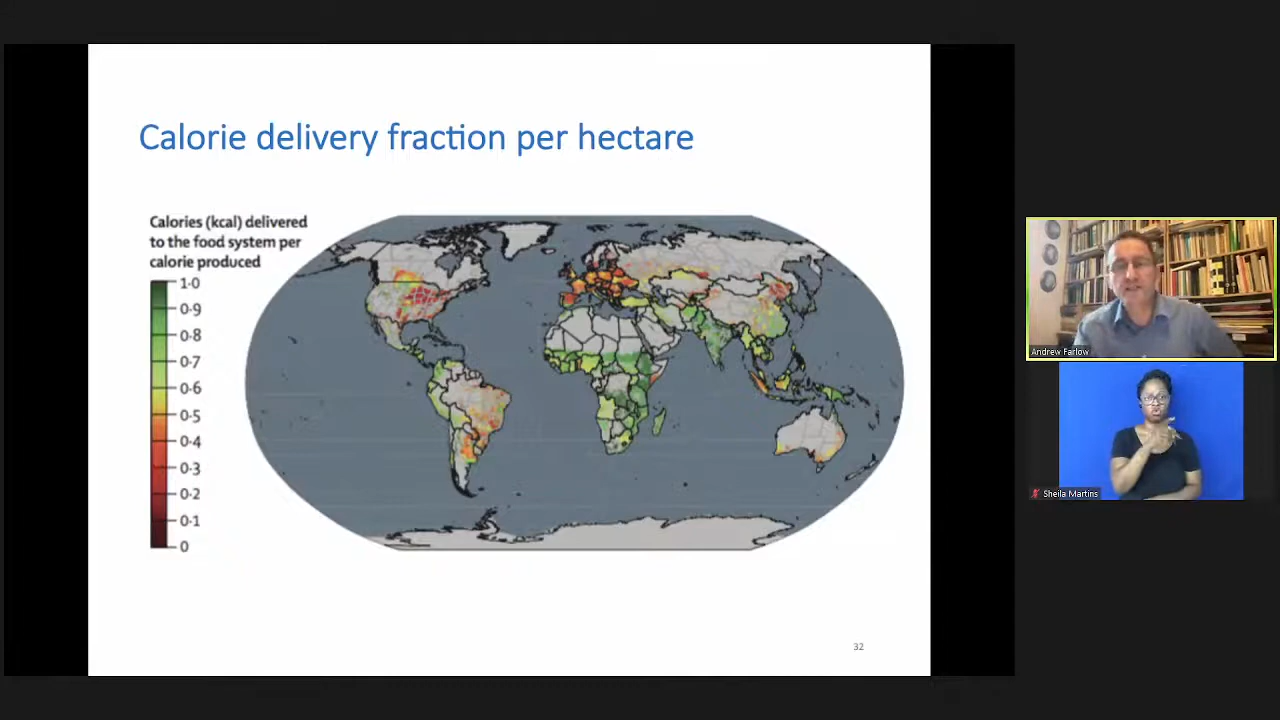 Calorie delivery fraction per hectare
Calories (kcal) delivered
to the food system per
calorie produced
1·0
0·9
0·8
0·7
0·6
0·5
0·4
0·3
0·2
0·1
0
32
Andrew Farlow
Sheila Martins